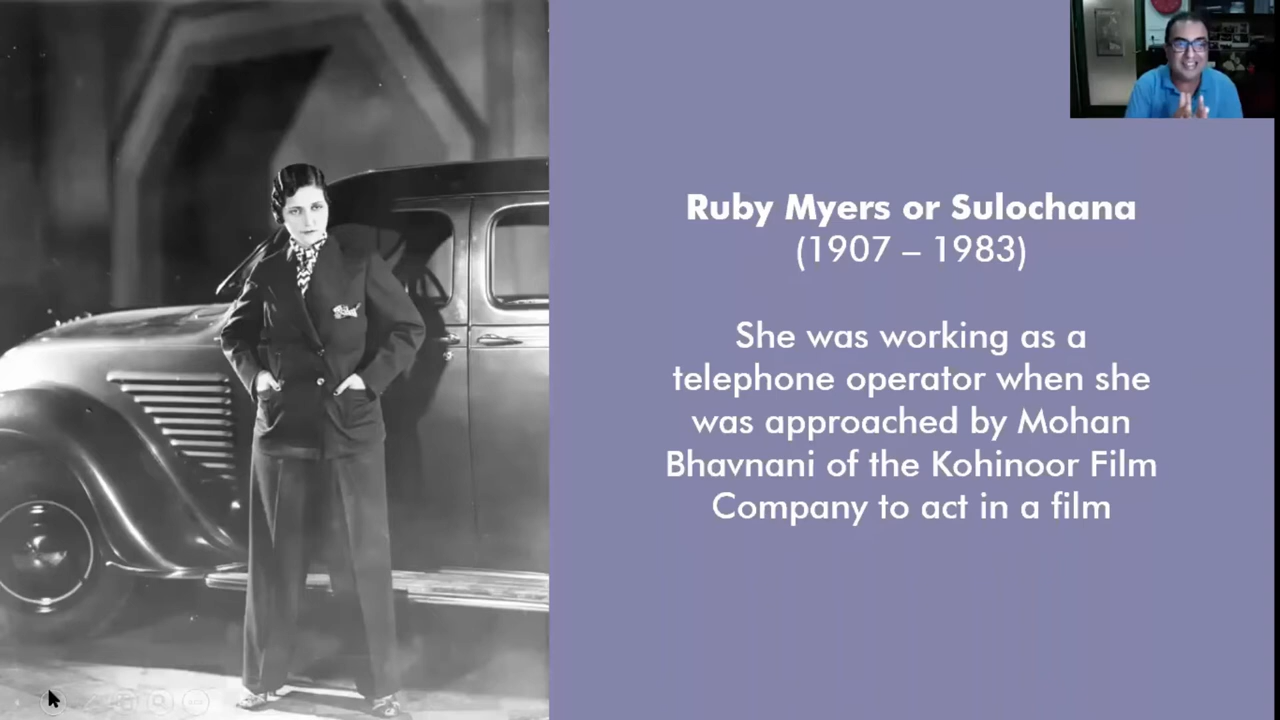 Ruby Myers or Sulochana
(1907 – 1983)
She was working as a
telephone operator when she
was approached by Mohan
Bhavnani of the Kohinoor Film
Company to act in a film